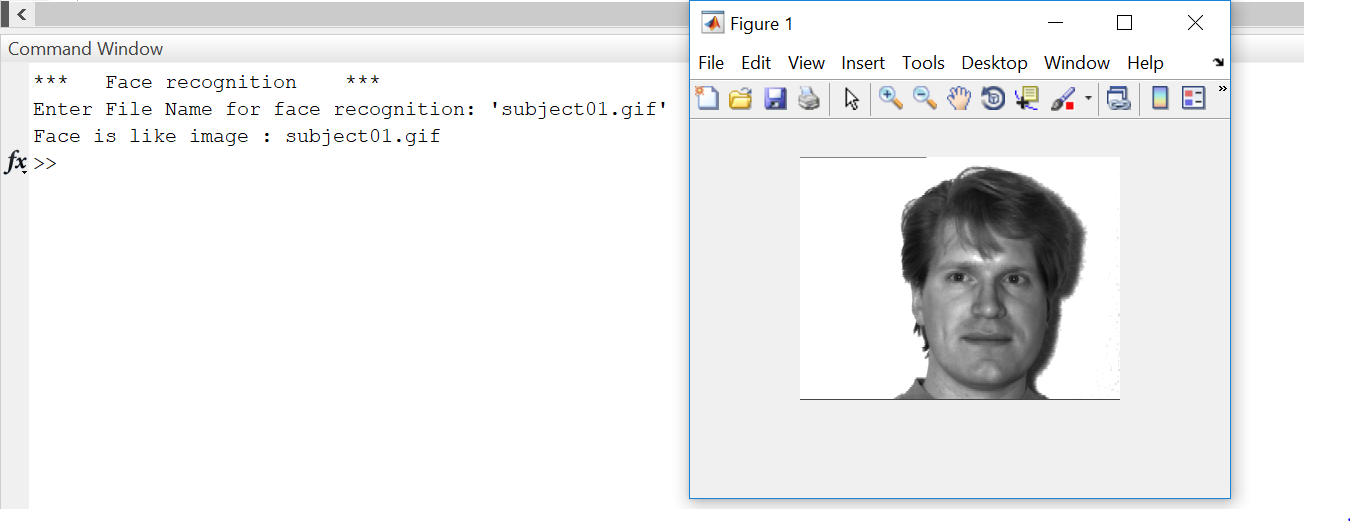 Command Window
***   Face recognition    ***
Enter File Name for face recognition: 'subject01.gif'
Face is like image : subject01.gif
fx >>
Figure 1
File Edit View Insert Tools Desktop Window Help